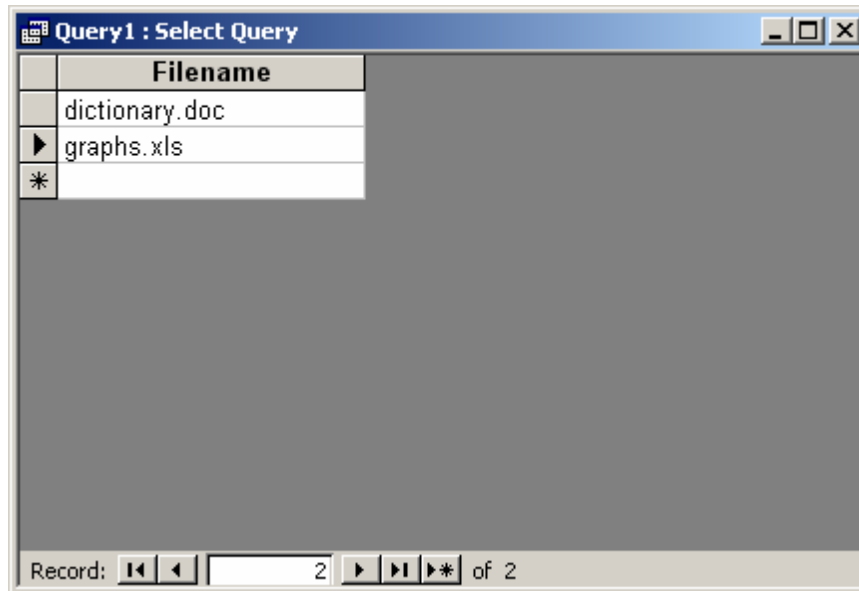 Query1 : Select Query
Filename
dictionary.doc
graphs.xls
Record: 2 of 2